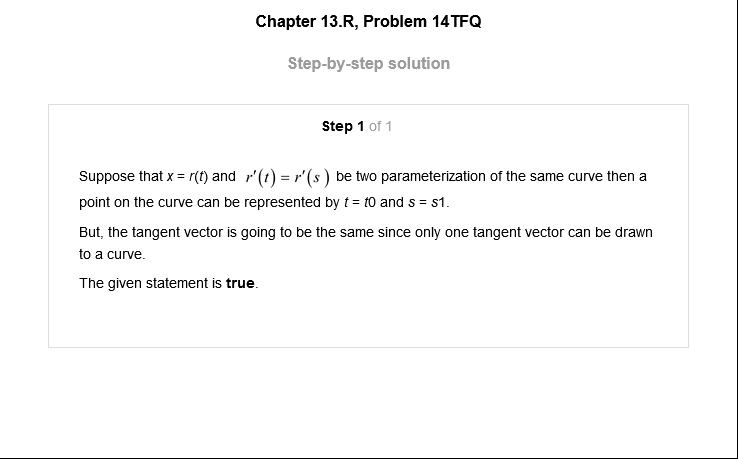 Chapter 13.R, Problem 14TFQ
Step-by-step solution
Step 1 of 1
Suppose that x = r(t) and r′(t) = r′(s) be two parameterization of the same curve then a
point on the curve can be represented by t = t0 and s = s1.
But, the tangent vector is going to be the same since only one tangent vector can be drawn
to a curve.
The given statement is true.